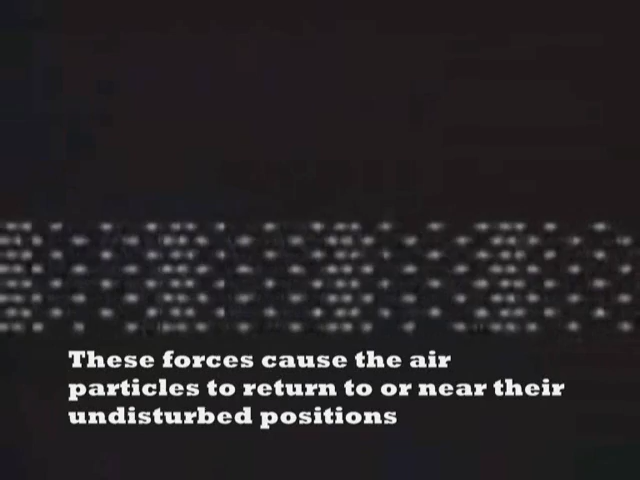 These forces cause the air
particles to return to or near their
undisturbed positions